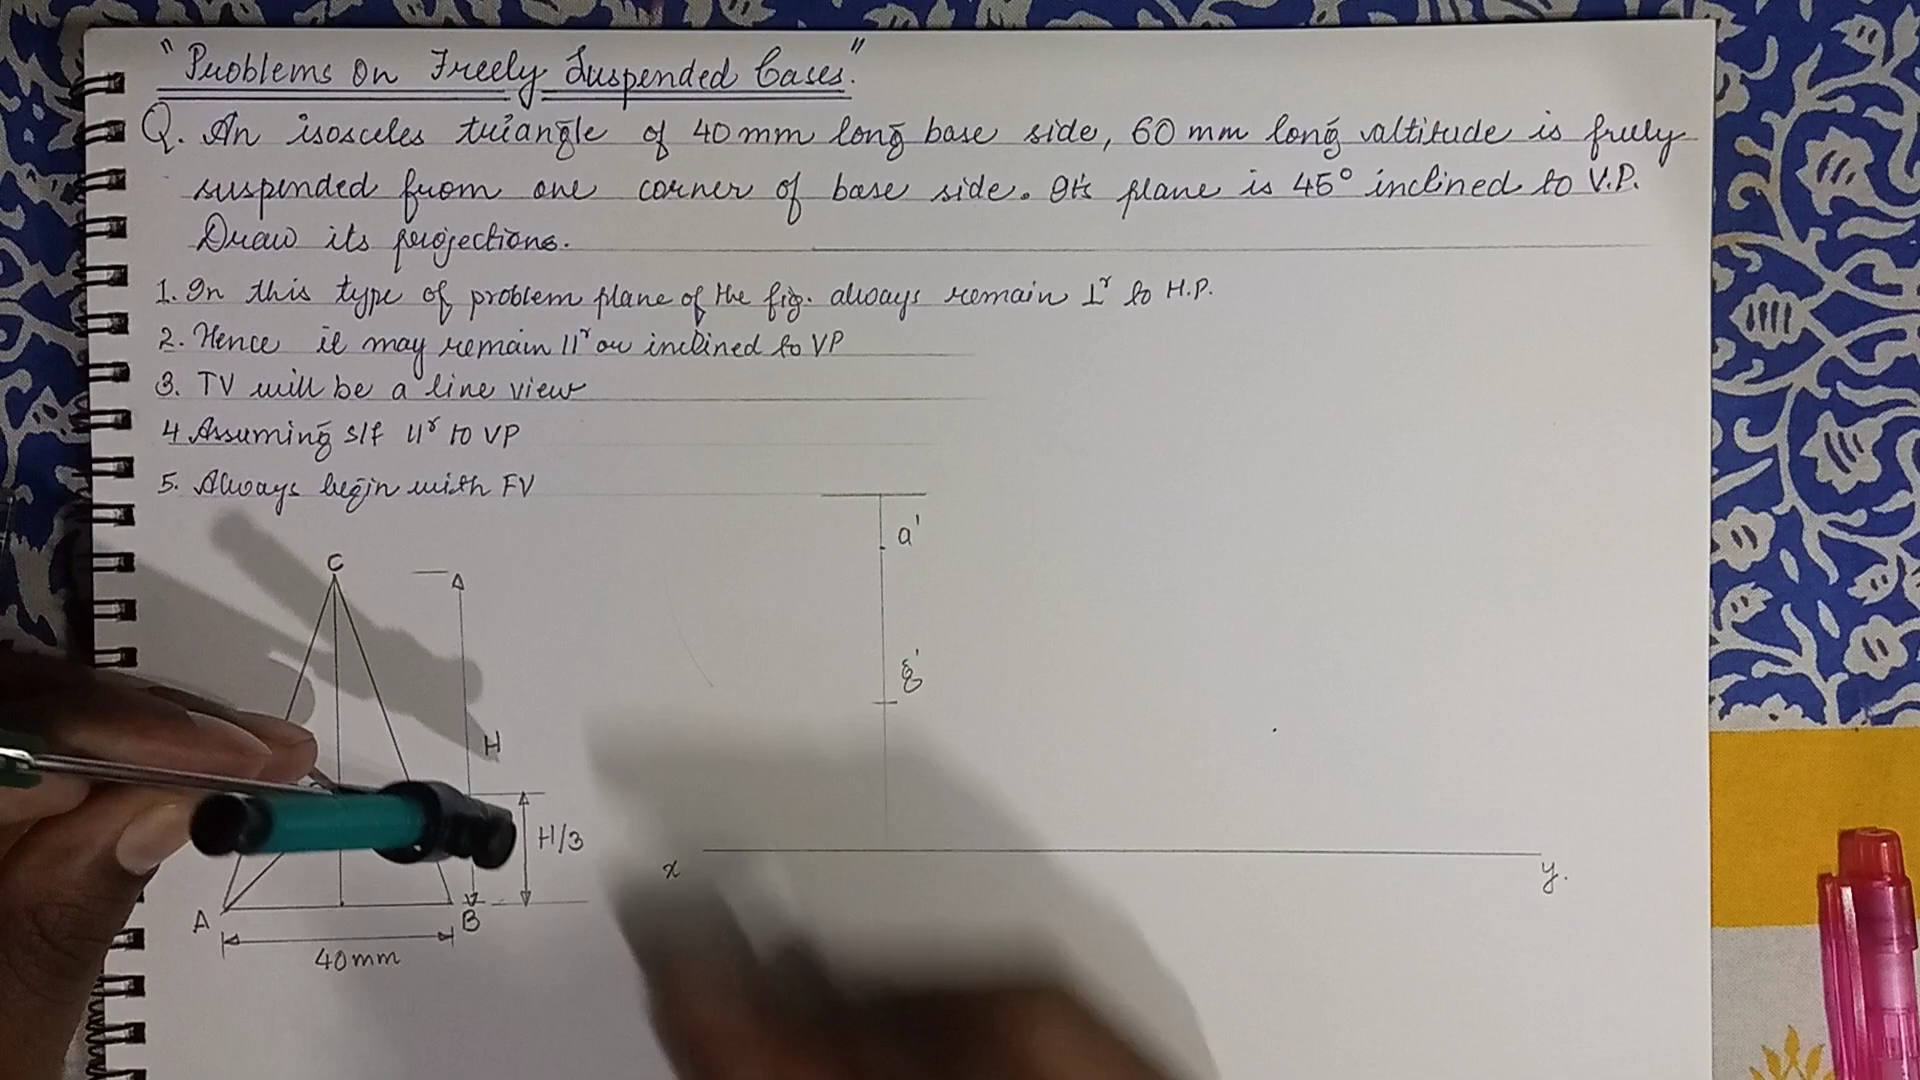 "Problems On Freely Suspended Cases."
Q. An isosceles triangle of 40 mm long base side, 60 mm long altitude is freely
suspended from one corner of base side. It's plane is 45° inclined to V.P.
Draw its projections.
1. In this type of problem plane of the fig. always remain ⊥r to H.P.
2. Hence it may remain 11r or inclined to VP
3. TV will be a line view
4 Assuming slf 11r to VP
5. Always begin with FV
C
a'
g'
H
H/3
x
y.
A
B
40mm